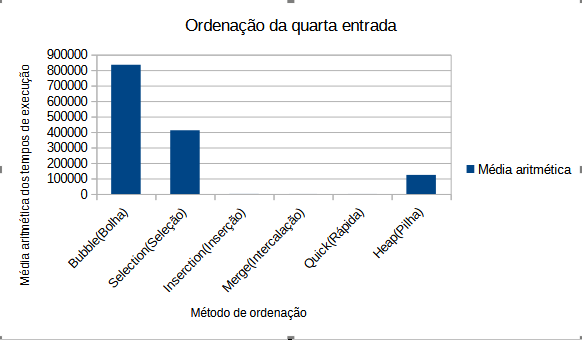 Ordenação da quarta entrada
Média aritmética dos tempos de execução
900000
800000
700000
600000
500000
400000
300000
200000
100000
0
Bubble(Bolha)
Selection(Seleção)
Inserction(Inserção)
Merge(Intercalação)
Quick(Rápida)
Heap(Pilha)
Média aritmética
Método de ordenação